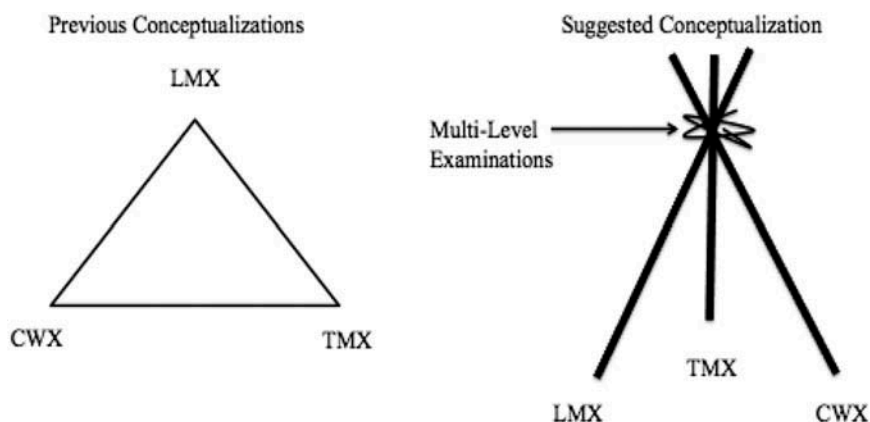 Previous Conceptualizations
LMX
CWX
TMX
Suggested Conceptualization
Multi-Level
Examinations
TMX
LMX
CWX